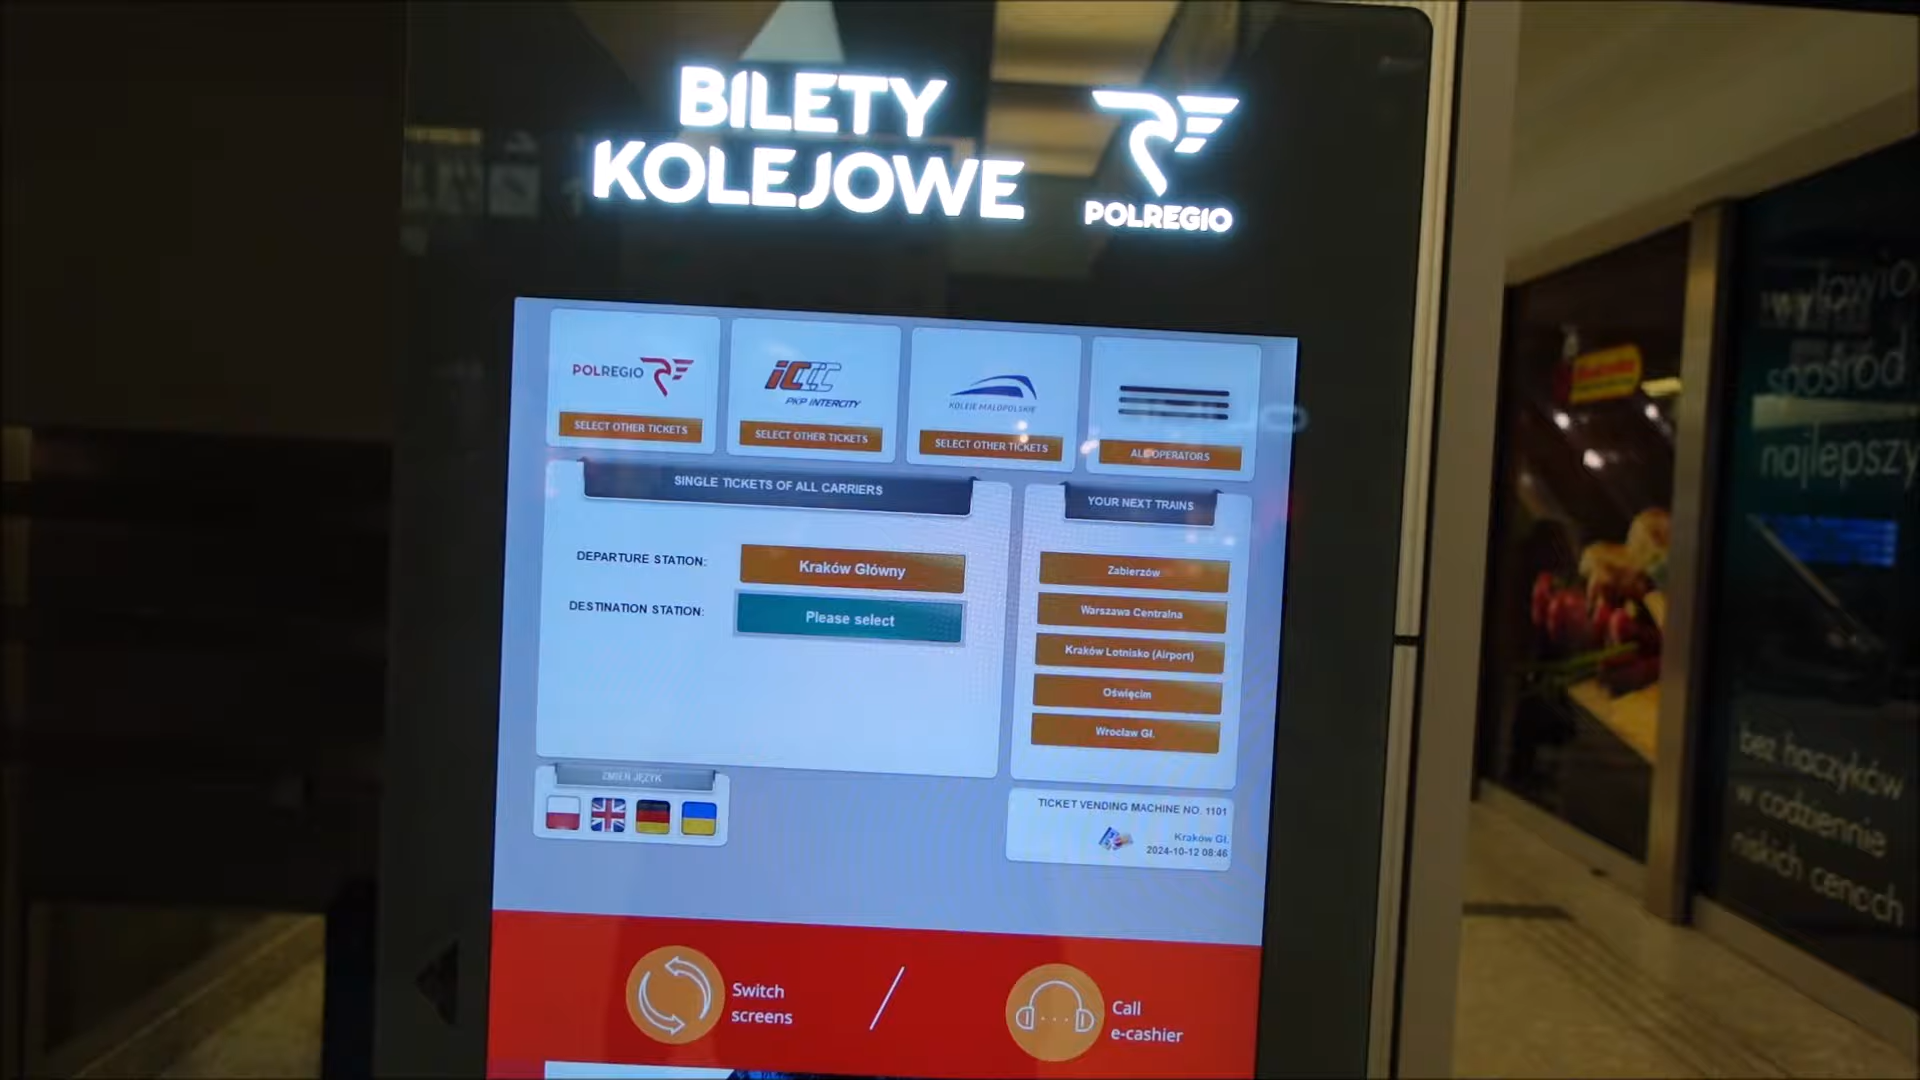 BILETY
KOLEJOWE
POLREGIO
POLREGIO
SELECT OTHER TICKETS
PKP INTERCITY
SELECT OTHER TICKETS
KOLEJE MAŁOPOLSKIE
SELECT OTHER TICKETS
ALL OPERATORS
SINGLE TICKETS OF ALL CARRIERS
DEPARTURE STATION:
Kraków Główny
DESTINATION STATION:
Please select
YOUR NEXT TRAINS
Zabierzów
Warszawa Centralna
Kraków Lotnisko (Airport)
Oświęcim
Wrocław Gł.
ZMIEŃ JĘZYK
TICKET VENDING MACHINE NO. 1101
Kraków Gł.
2024-10-12 08:46
Switch
screens
Call
e-cashier
spośród
najlepszy
bez haczyków
w codziennie
niskich cenach